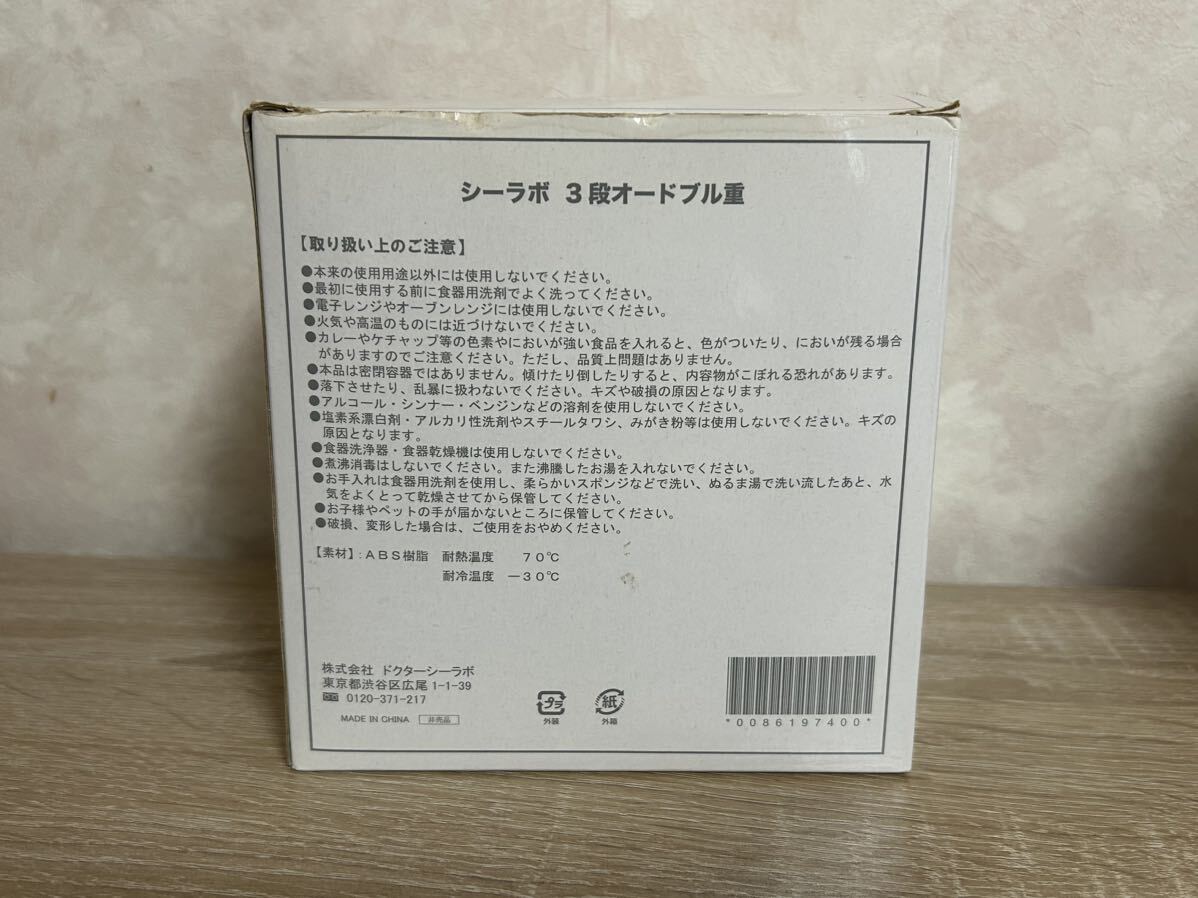 シーラボ 3段オードブル重
【取り扱い上のご注意】
●本来の使用用途以外には使用しないでください。
●最初に使用する前に食器用洗剤でよく洗ってください。
●電子レンジやオーブンレンジには使用しないでください。
●火気や高温のものには近づけないでください。
●カレーやケチャップ等の色素やにおいが強い食品を入れると、色がついたり、においが残る場合
がありますのでご注意ください。ただし、品質上問題はありません。
●本品は密閉容器ではありません。傾けたり倒したりすると、内容物がこぼれる恐れがあります。
●落下させたり、乱暴に扱わないでください。キズや破損の原因となります。
●アルコール・シンナー・ベンジンなどの溶剤を使用しないでください。
●塩素系漂白剤・アルカリ性洗剤やスチールタワシ、みがき粉等は使用しないでください。キズの
原因となります。
●食器洗浄器・食器乾燥機は使用しないでください。
●煮沸消毒はしないでください。また沸騰したお湯を入れないでください。
●お手入れは食器用洗剤を使用し、柔らかいスポンジなどで洗い、ぬるま湯で洗い流したあと、水
気をよくとって乾燥させてから保管してください。
●お子様やペットの手が届かないところに保管してください。
●破損、変形した場合は、ご使用をおやめください。
【素材】：ABS樹脂 耐熱温度 70℃
耐冷温度 －30℃
株式会社 ドクターシーラボ
東京都渋谷区広尾1-1-39
0120-371-217
MADE IN CHINA 非売品
プラ
外装
紙
外箱
*0086197400*